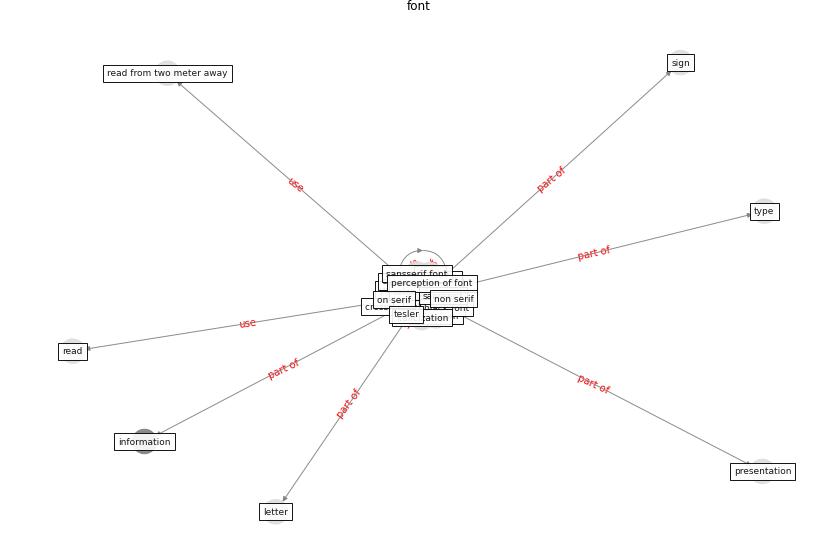 font
read from two meter away
sign
use
part of
type
part of
sansserif font
perception of font
on serif
non serif
tesler
use
read
part of
part of
part of
information
presentation
letter